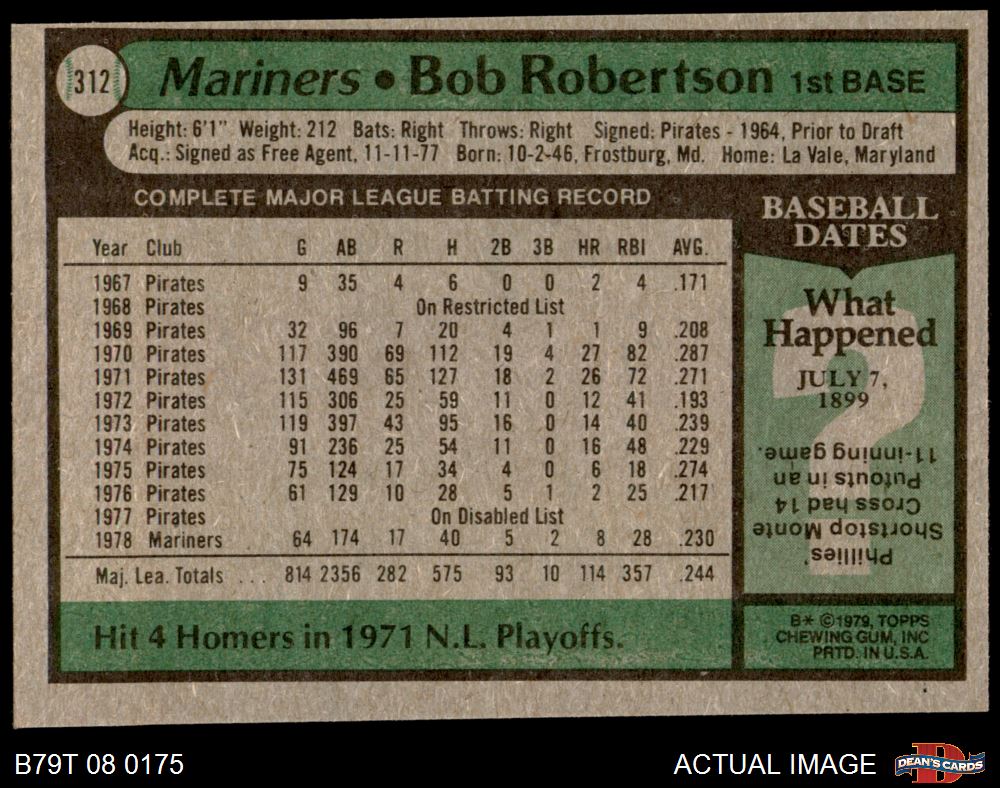 312
Mariners • Bob Robertson 1st BASE
Height: 6'1" Weight: 212 Bats: Right Throws: Right Signed: Pirates - 1964, Prior to Draft
Acq.: Signed as Free Agent, 11-11-77 Born: 10-2-46, Frostburg, Md. Home: La Vale, Maryland
COMPLETE MAJOR LEAGUE BATTING RECORD
Year Club G AB R H 2B 3B HR RBI AVG.
1967 Pirates 9 35 4 6 0 0 2 4 .171
1968 Pirates On Restricted List
1969 Pirates 32 96 7 20 4 1 1 9 .208
1970 Pirates 117 390 69 112 19 4 27 82 .287
1971 Pirates 131 469 65 127 18 2 26 72 .271
1972 Pirates 115 306 25 59 11 0 12 41 .193
1973 Pirates 119 397 43 95 16 0 14 40 .239
1974 Pirates 91 236 25 54 11 0 16 48 .229
1975 Pirates 75 124 17 34 4 0 6 18 .274
1976 Pirates 61 129 10 28 5 1 2 25 .217
1977 Pirates On Disabled List
1978 Mariners 64 174 17 40 5 2 8 28 .230
Maj. Lea. Totals ... 814 2356 282 575 93 10 114 357 .244
Hit 4 Homers in 1971 N.L. Playoffs.
BASEBALL
DATES
What
Happened
JULY 7,
1899
?
Phillies'
Shortstop Monte
Cross had 14
Putouts in an
11-inning game.
B* ©1979, TOPPS
CHEWING GUM, INC
PRTD. IN U.S.A.
B79T 08 0175
ACTUAL IMAGE
DEAN'S CARDS